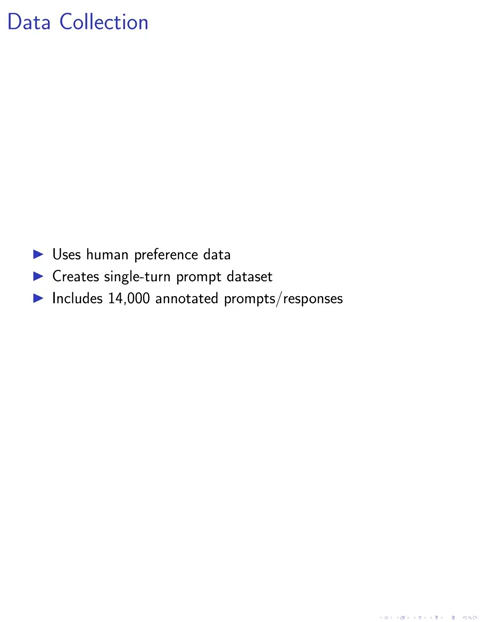 Data Collection
Uses human preference data
Creates single-turn prompt dataset
Includes 14,000 annotated prompts/responses